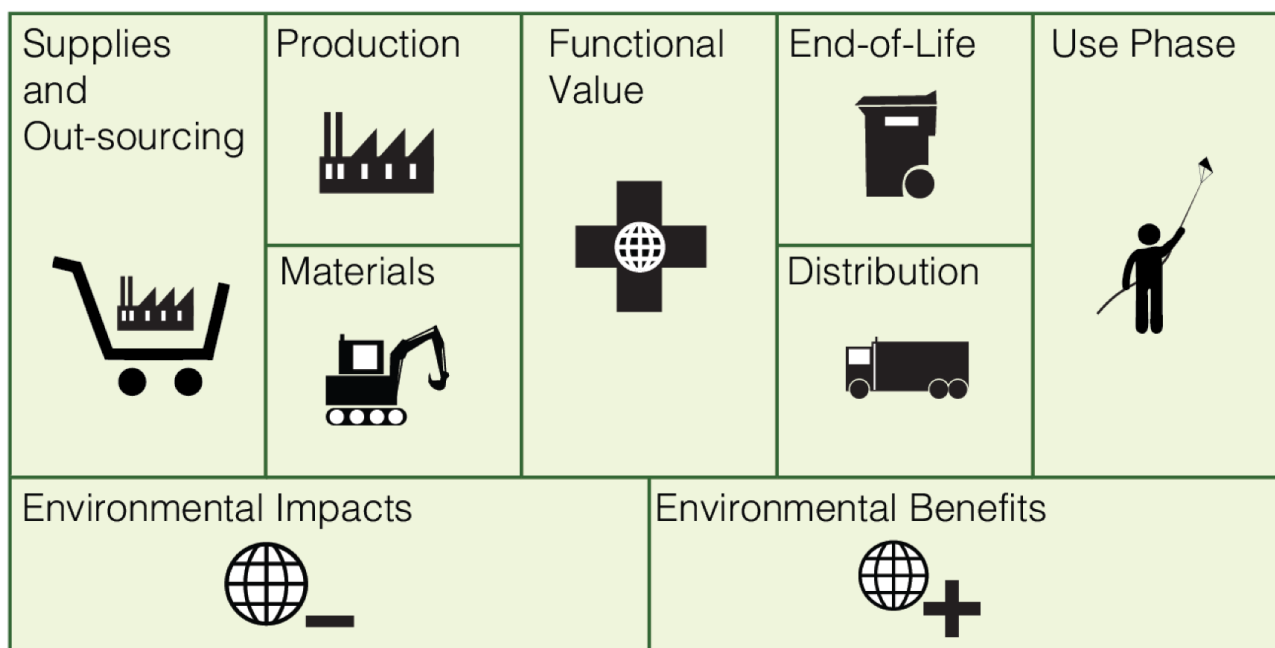 Supplies
and
Out-sourcing
Production
Materials
Functional
Value
End-of-Life
Distribution
Use Phase
Environmental Impacts
Environmental Benefits